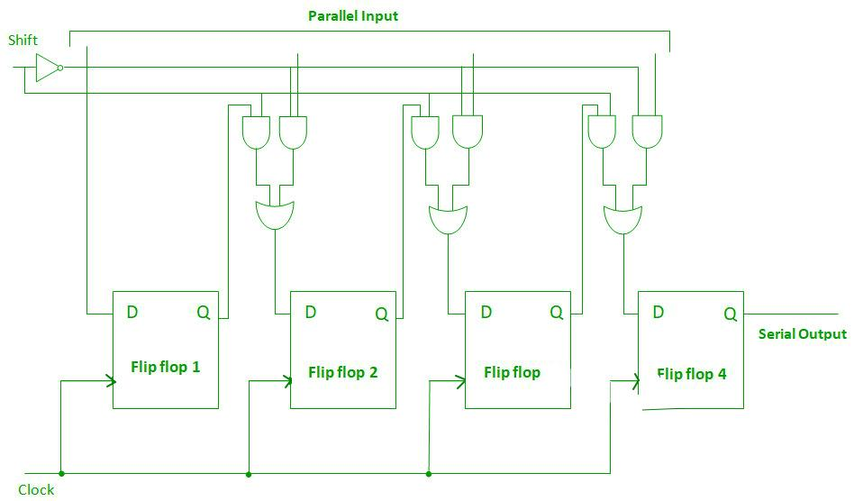 Parallel Input
Shift
D Q
D Q
D Q
D Q
Serial Output
Flip flop 1
Flip flop 2
Flip flop
Flip flop 4
Clock